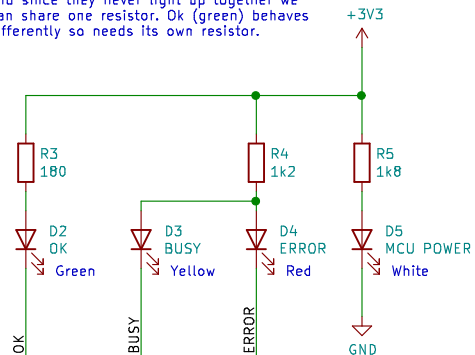 since they never light up together we
an share one resistor. Ok (green) behaves
fferently so needs its own resistor.
+3V3
R3
180
R4
1k2
R5
1k8
D2
OK
Green
D3
BUSY
Yellow
D4
ERROR
Red
D5
MCU POWER
White
OK
BUSY
ERROR
GND